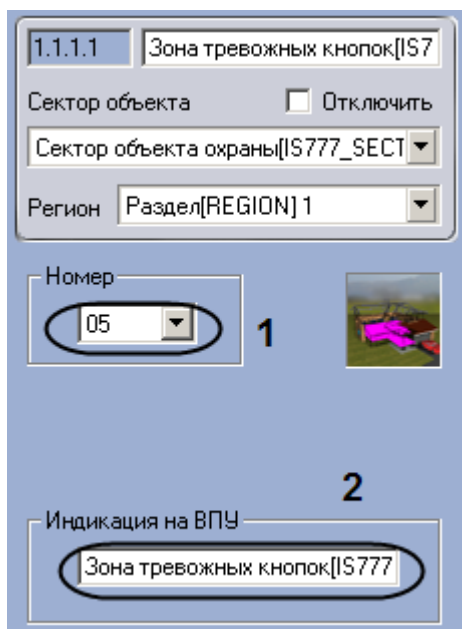 1.1.1.1 Зона тревожных кнопок[IS7
Сектор объекта Отключить
Сектор объекта охраны[IS777_SECT
Регион Раздел[REGION] 1
Номер
05 1
2
Индикация на ВПУ
Зона тревожных кнопок[IS777